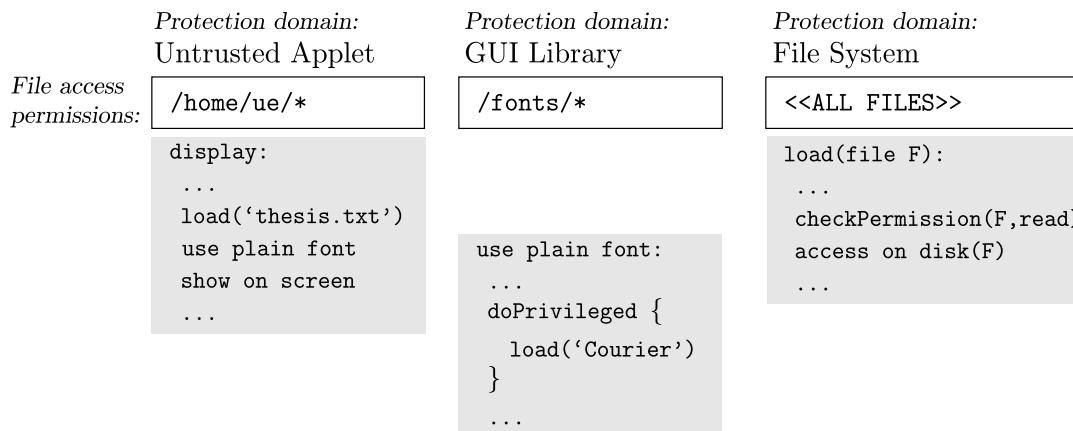 Protection domain:
Untrusted Applet
Protection domain:
GUI Library
Protection domain:
File System
File access
permissions:
/home/ue/*
/fonts/*
<<ALL FILES>>
display:
...
load(‘thesis.txt’)
use plain font
show on screen
...
use plain font:
...
doPrivileged {
load(‘Courier’)
}
...
load(file F):
...
checkPermission(F,read)
access on disk(F)
...